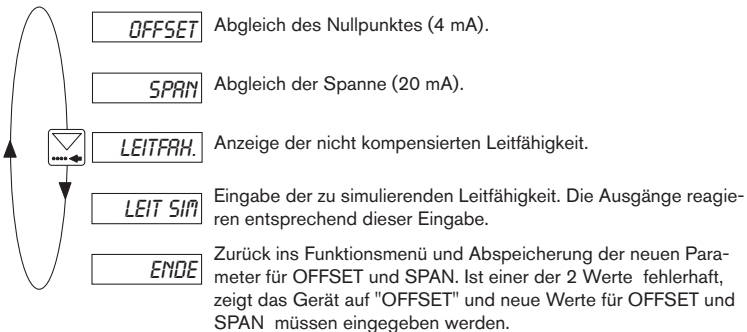 OFFSET Abgleich des Nullpunktes (4 mA).
SPAN Abgleich der Spanne (20 mA).
LEITFÄH. Anzeige der nicht kompensierten Leitfähigkeit.
LEIT SIM Eingabe der zu simulierenden Leitfähigkeit. Die Ausgänge reagie-
ren entsprechend dieser Eingabe.
ENDE Zurück ins Funktionsmenü und Abspeicherung der neuen Para-
meter für OFFSET und SPAN. Ist einer der 2 Werte fehlerhaft,
zeigt das Gerät auf "OFFSET" und neue Werte für OFFSET und
SPAN müssen eingegeben werden.